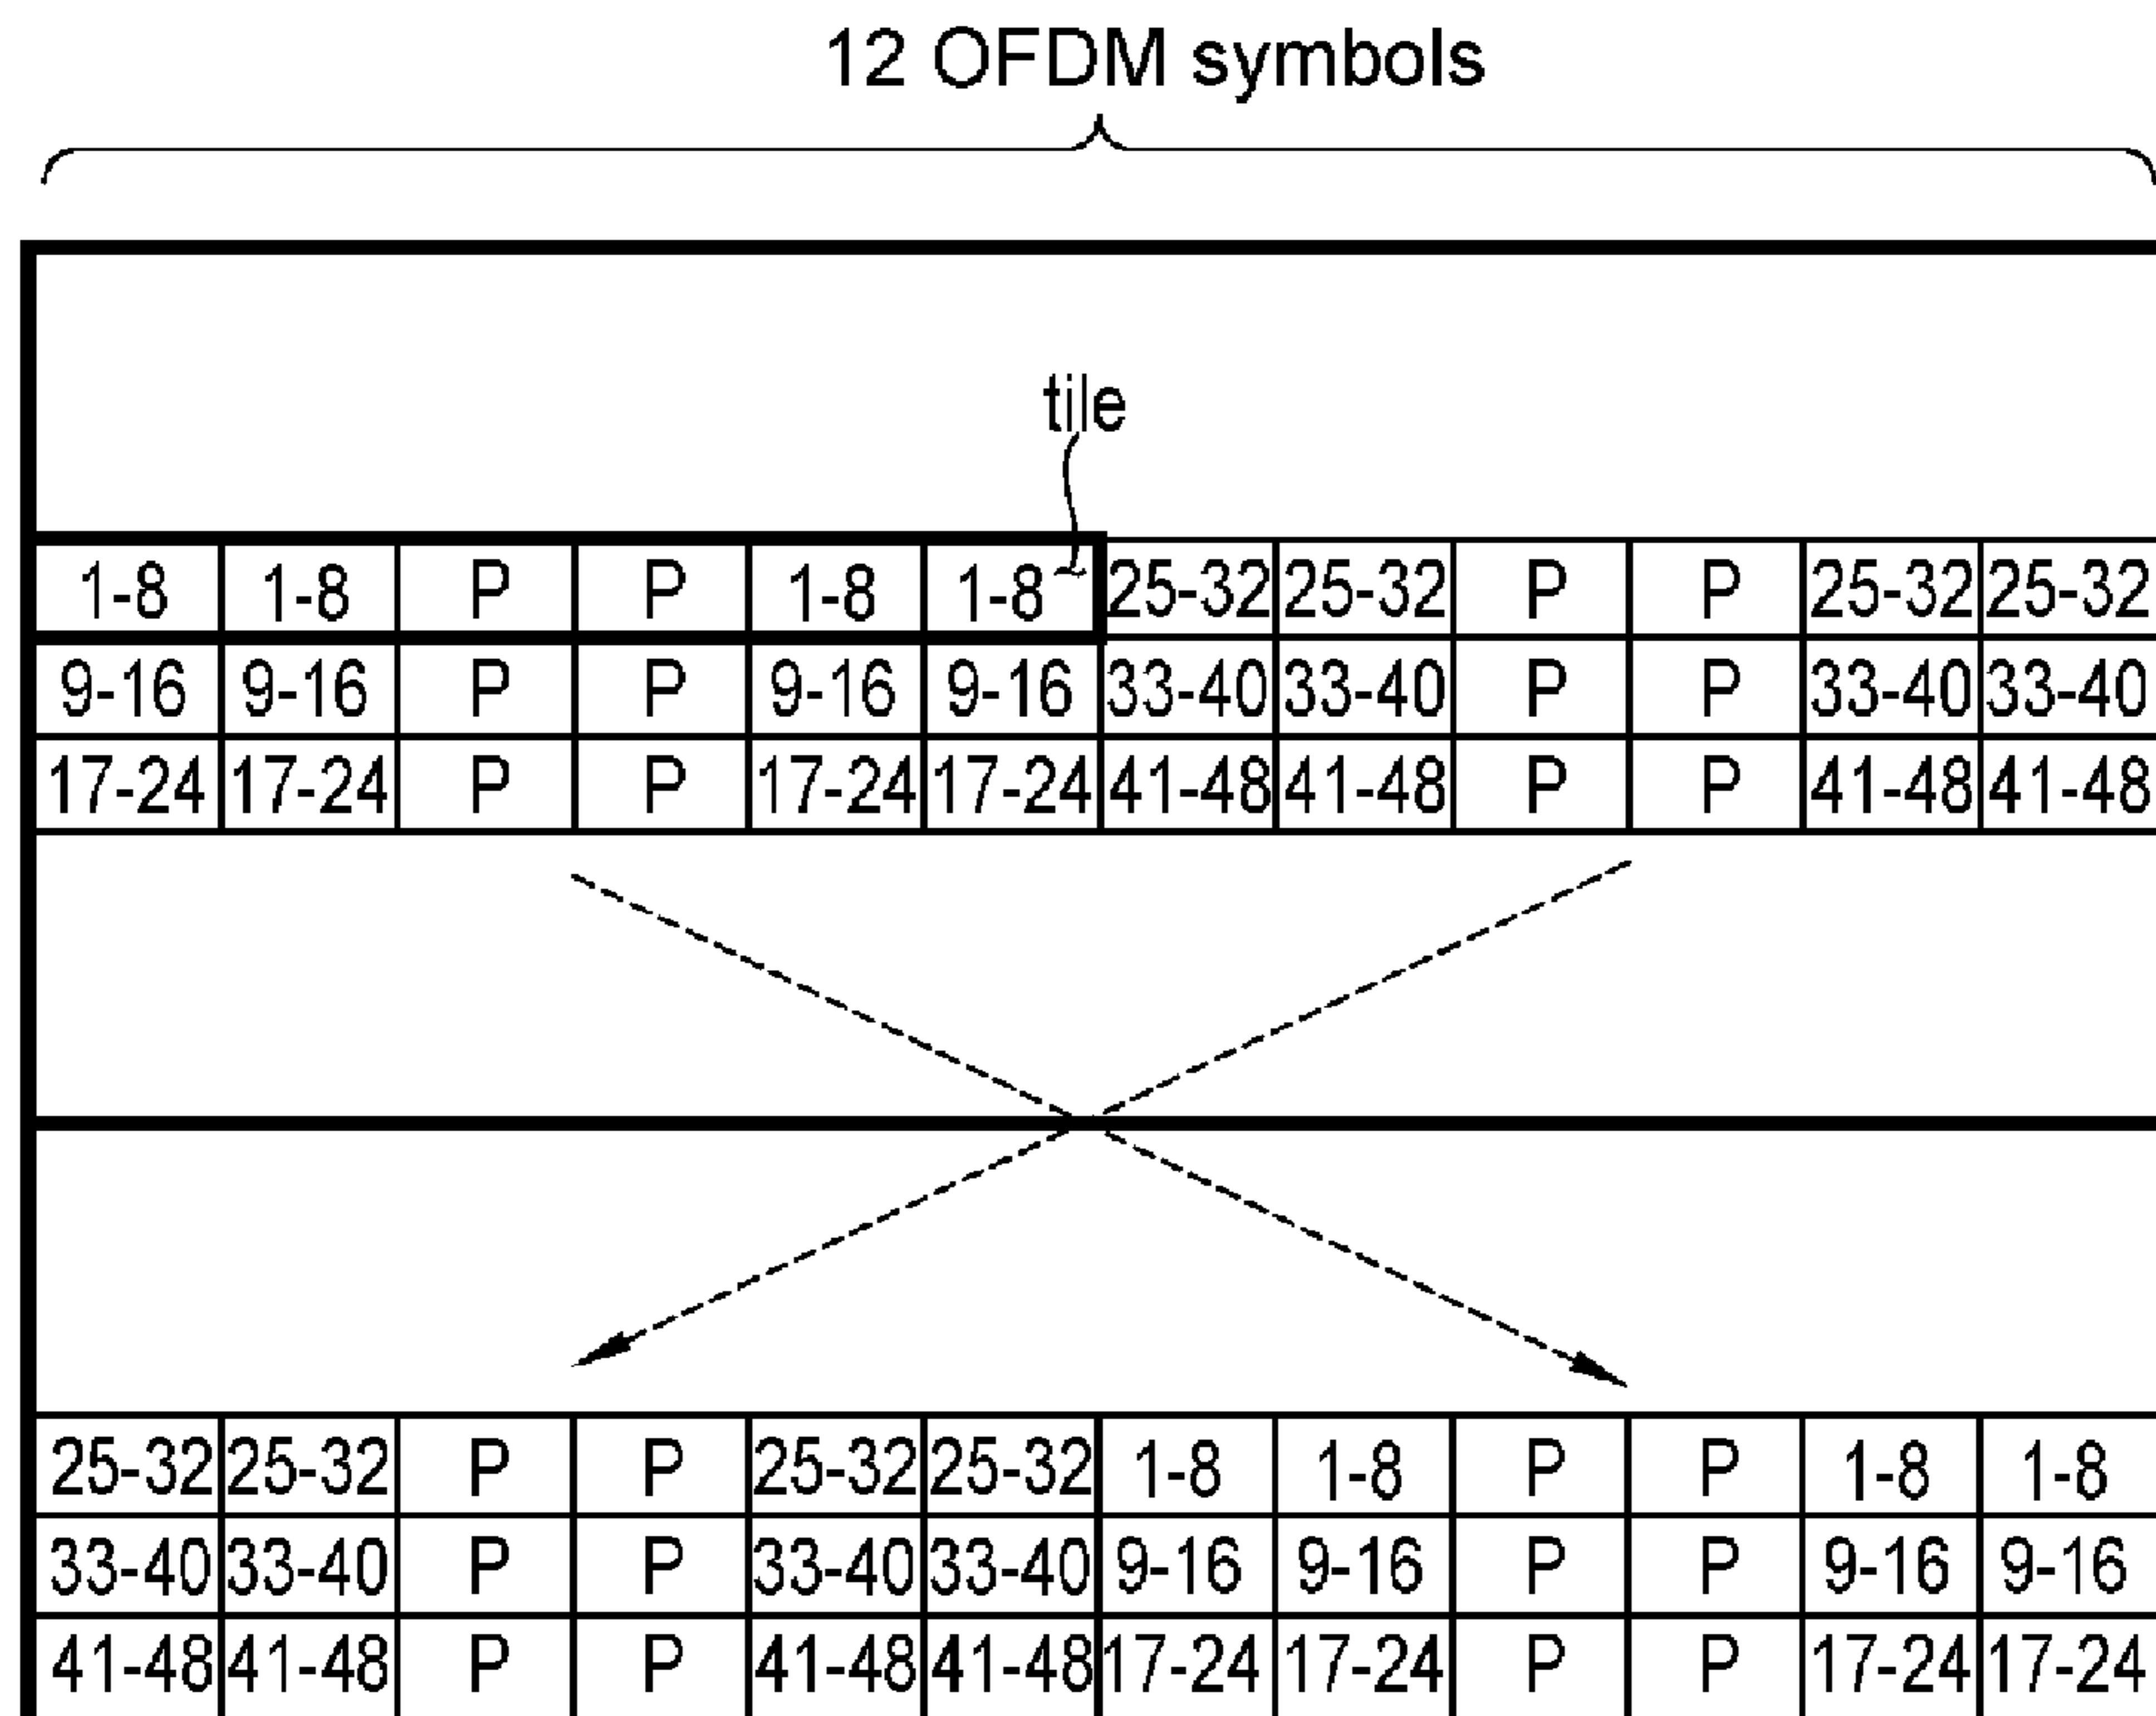 12 OFDM symbols
tile
1-8 1-8 P P 1-8 1-8 25-32 25-32 P P 25-32 25-32
9-16 9-16 P P 9-16 9-16 33-40 33-40 P P 33-40 33-40
17-24 17-24 P P 17-24 17-24 41-48 41-48 P P 41-48 41-48
25-32 25-32 P P 25-32 25-32 1-8 1-8 P P 1-8 1-8
33-40 33-40 P P 33-40 33-40 9-16 9-16 P P 9-16 9-16
41-48 41-48 P P 41-48 41-48 17-24 17-24 P P 17-24 17-24